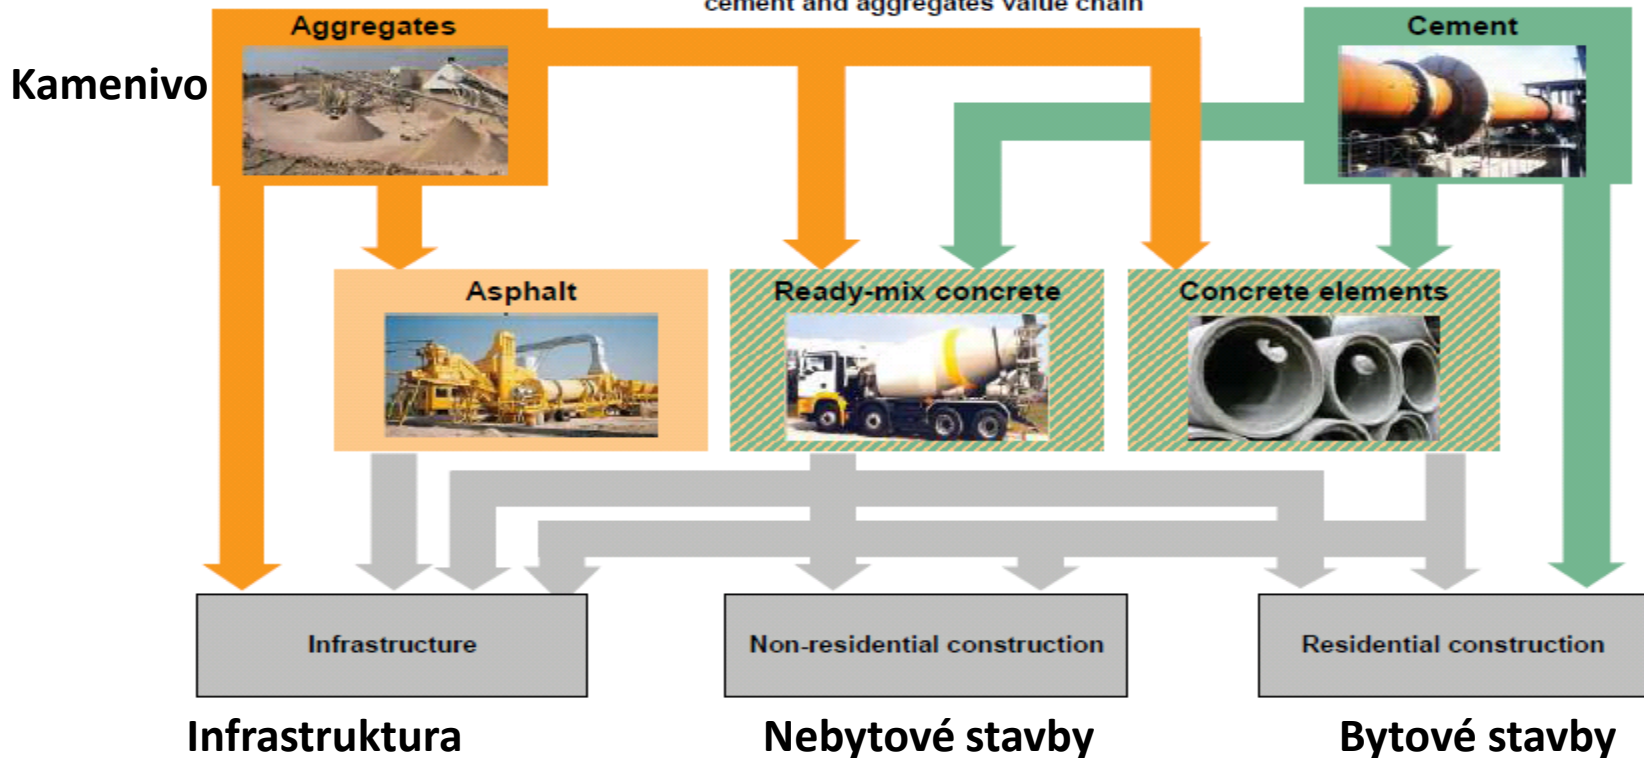 cement and aggregates value chain
Aggregates
Cement
Kamenivo
Asphalt
Ready-mix concrete
Concrete elements
Infrastructure
Non-residential construction
Residential construction
Infrastruktura
Nebytové stavby
Bytové stavby